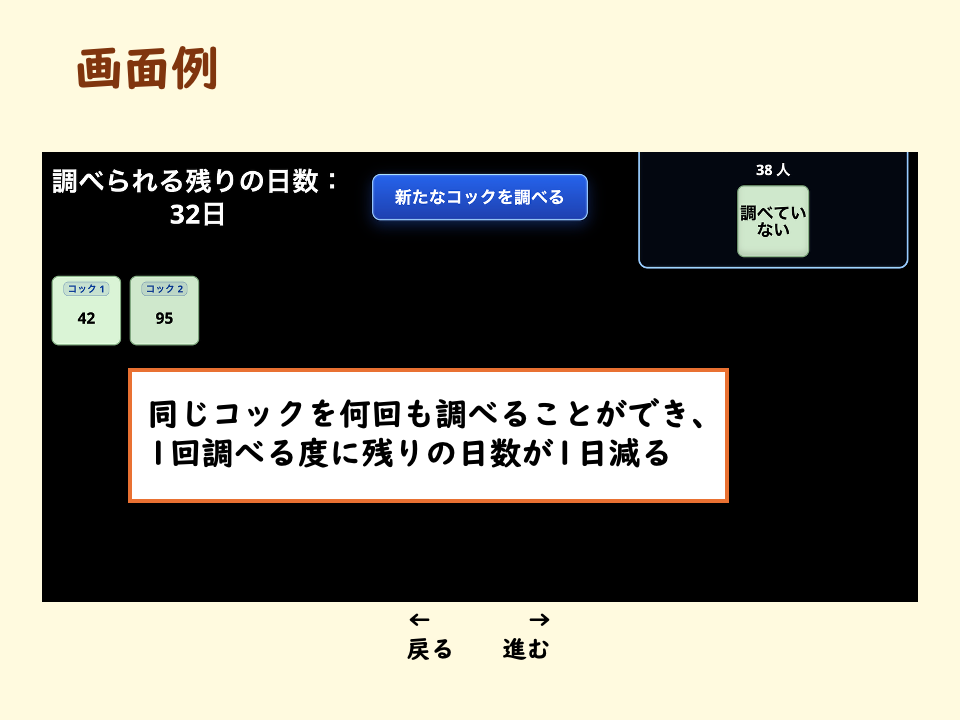 画面例
調べられる残りの日数：
32日
新たなコックを調べる
38 人
調べてい
ない
コック 1
42
コック 2
95
同じコックを何回も調べることができ、
1回調べる度に残りの日数が1日減る
← →
戻る 進む